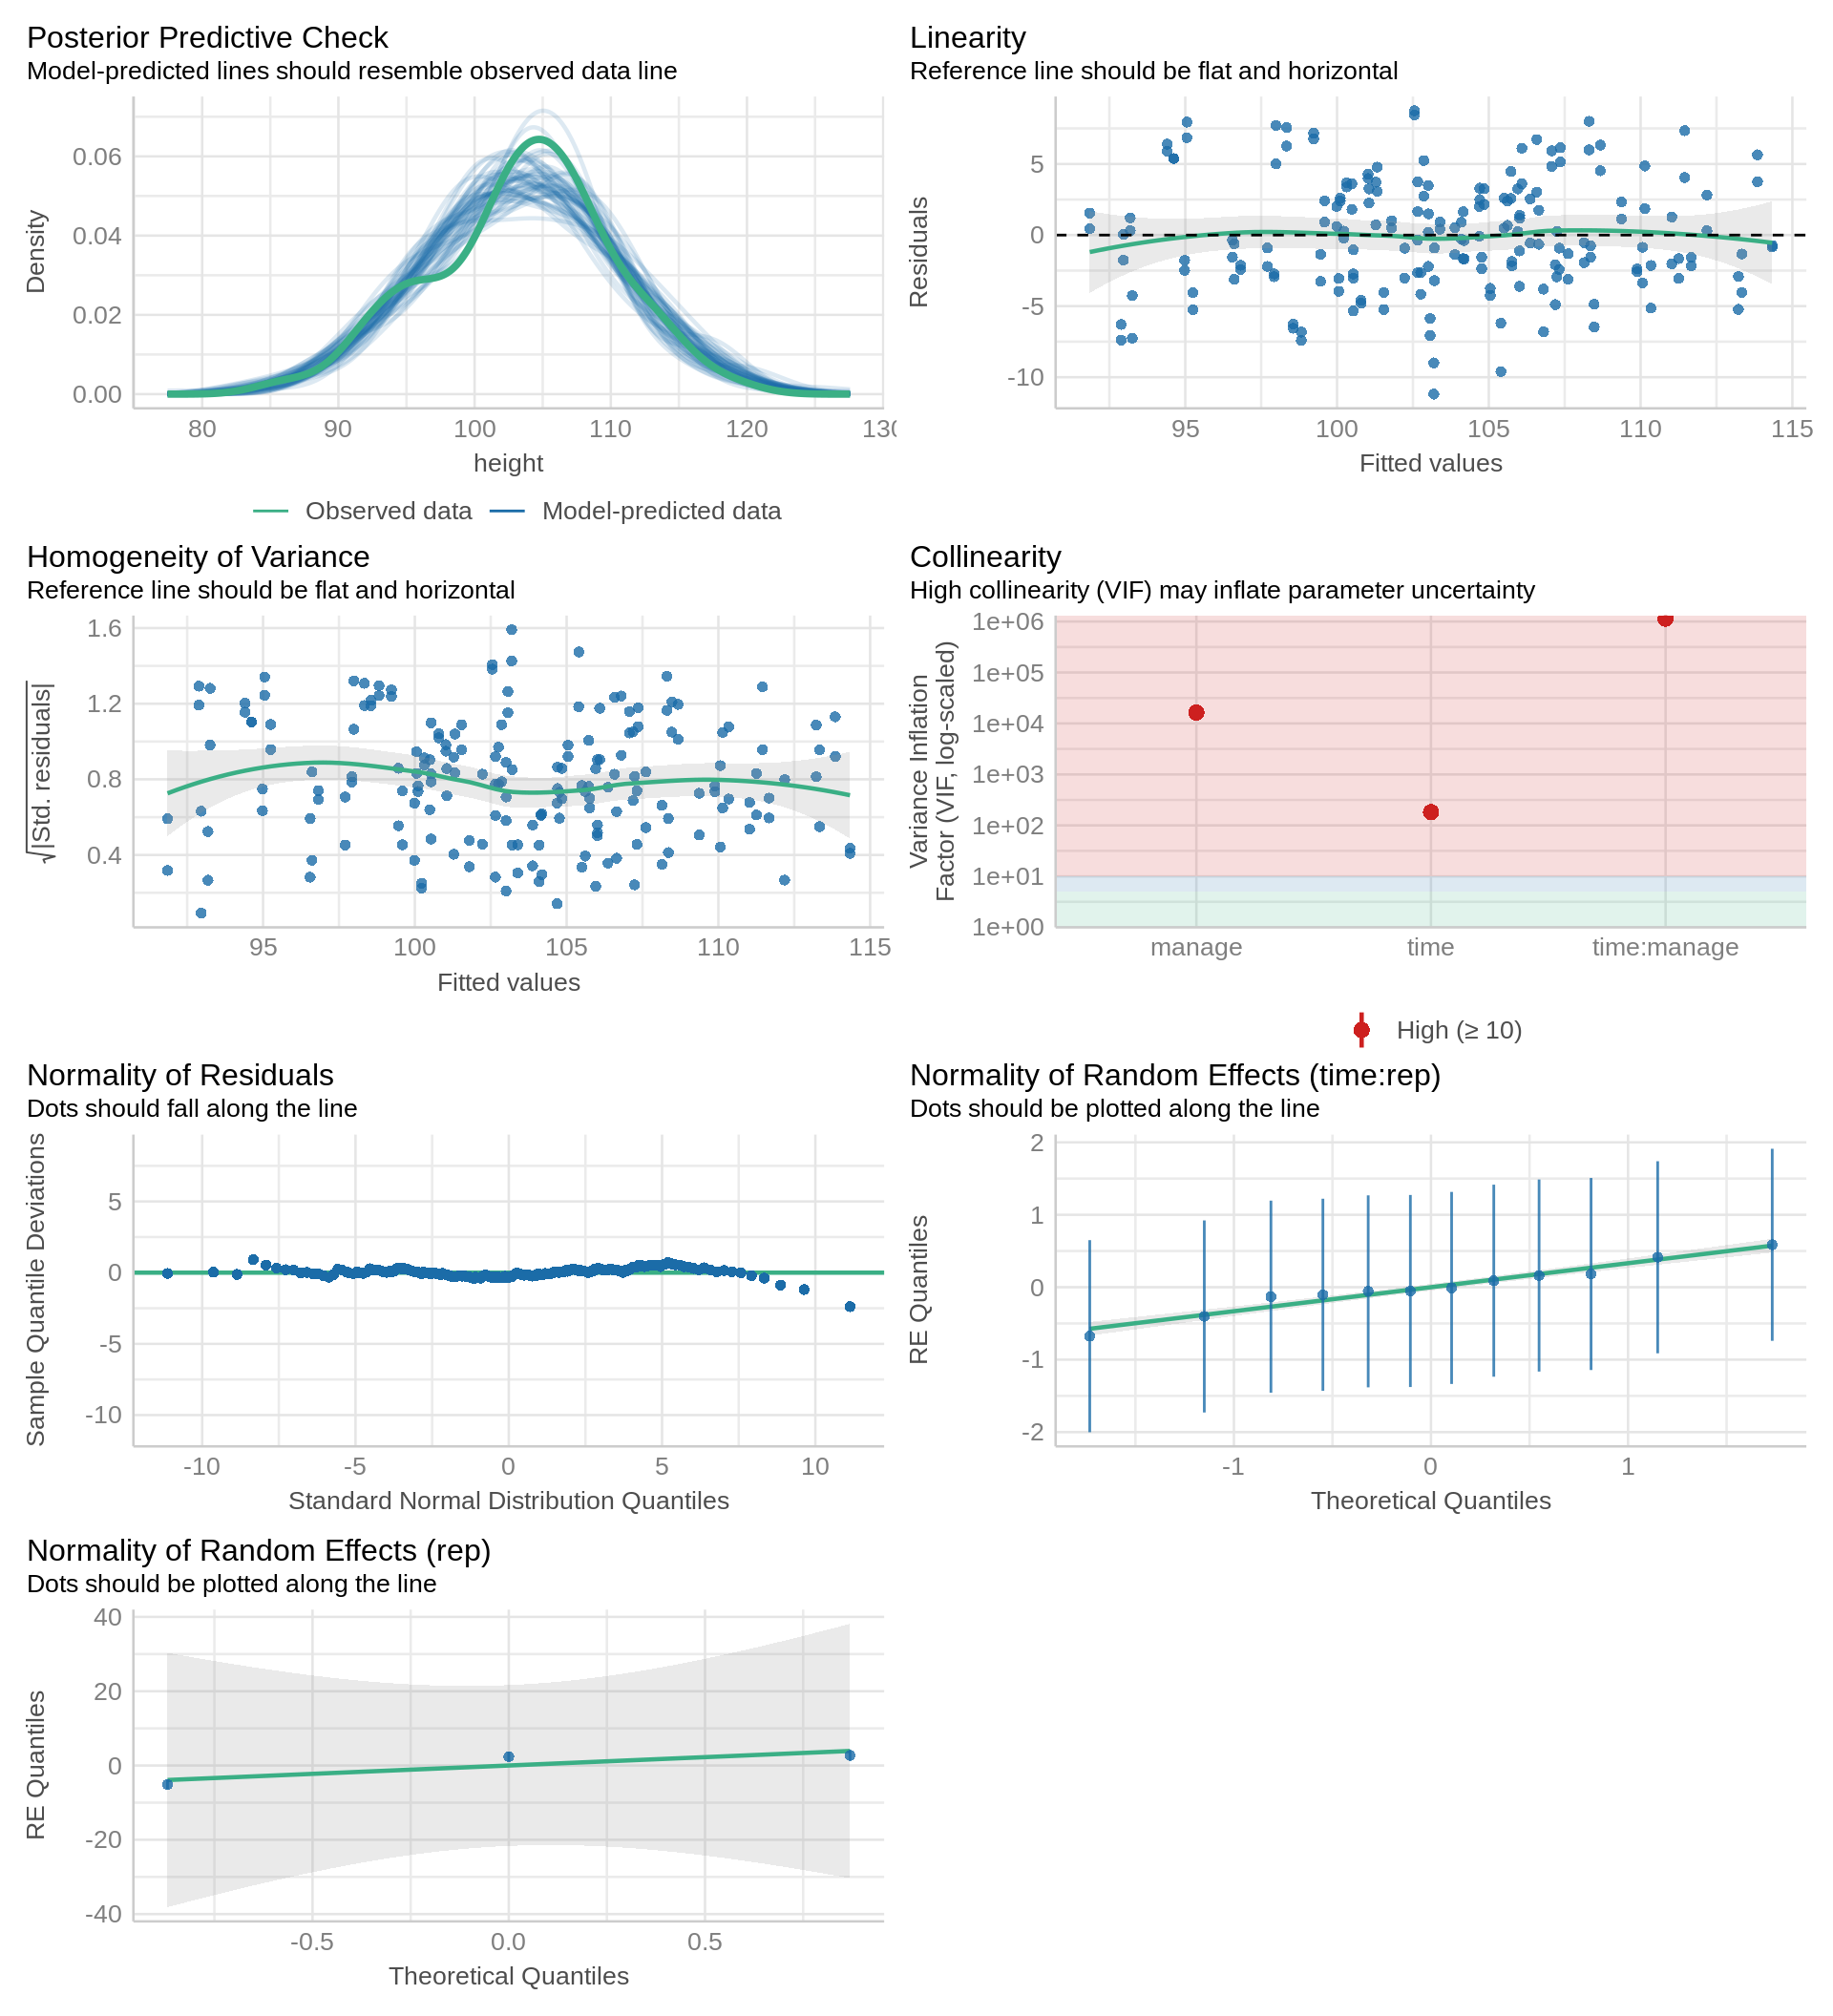 Posterior Predictive Check
Model-predicted lines should resemble observed data line
0.06
0.04
0.02
0.00
Density
80 90 100 110 120 130
height
Observed data Model-predicted data
Linearity
Reference line should be flat and horizontal
5
0
-5
-10
Residuals
95 100 105 110 115
Fitted values
Homogeneity of Variance
Reference line should be flat and horizontal
1.6
1.2
0.8
0.4
√|Std. residuals|
95 100 105 110 115
Fitted values
Collinearity
High collinearity (VIF) may inflate parameter uncertainty
1e+06
1e+05
1e+04
1e+03
1e+02
1e+01
1e+00
Variance Inflation
Factor (VIF, log-scaled)
manage time time:manage
High (≥ 10)
Normality of Residuals
Dots should fall along the line
5
0
-5
-10
Sample Quantile Deviations
-10 -5 0 5 10
Standard Normal Distribution Quantiles
Normality of Random Effects (time:rep)
Dots should be plotted along the line
2
1
0
-1
-2
RE Quantiles
-1 0 1
Theoretical Quantiles
Normality of Random Effects (rep)
Dots should be plotted along the line
40
20
0
-20
-40
RE Quantiles
-0.5 0.0 0.5
Theoretical Quantiles